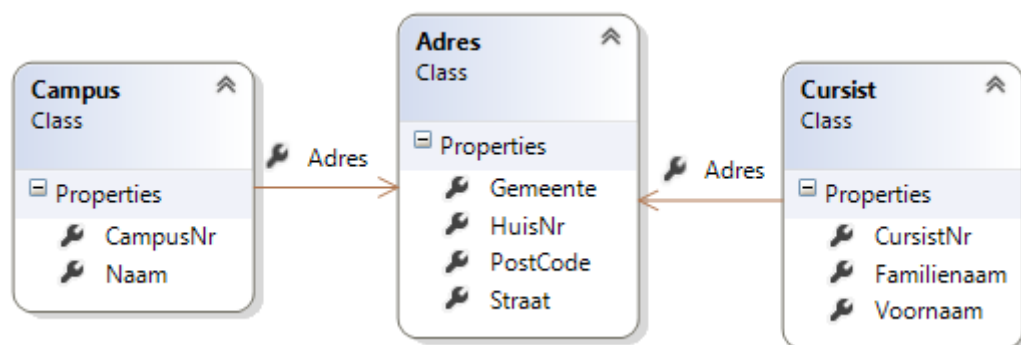 Campus
Class
Properties
CampusNr
Naam
Adres
Adres
Class
Properties
Gemeente
HuisNr
PostCode
Straat
Adres
Cursist
Class
Properties
CursistNr
Familienaam
Voornaam